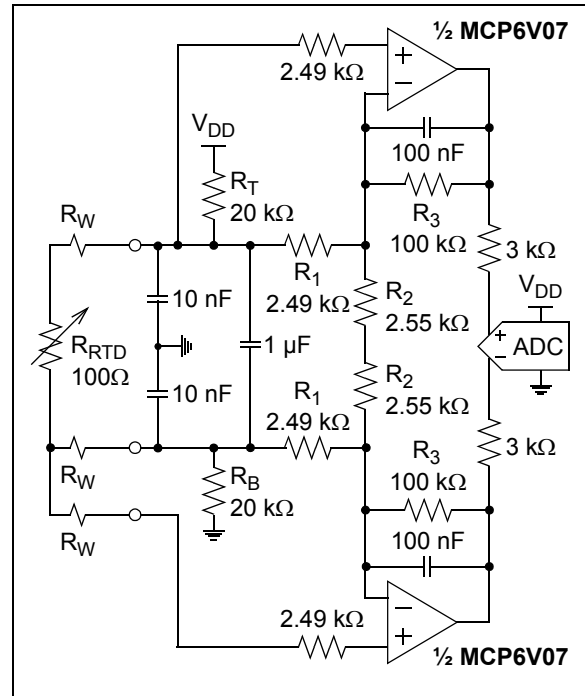 ½ MCP6V07
+
−
2.49 kΩ
V_DD
100 nF
R_T
20 kΩ
R_W
R_3
100 kΩ
3 kΩ
R_1
2.49 kΩ
V_DD
10 nF
R_2
2.55 kΩ
R_RTD
100Ω
1 µF
+
−
ADC
10 nF
R_2
2.55 kΩ
R_1
2.49 kΩ
3 kΩ
R_W
R_B
20 kΩ
R_3
100 kΩ
R_W
100 nF
2.49 kΩ
−
+
½ MCP6V07